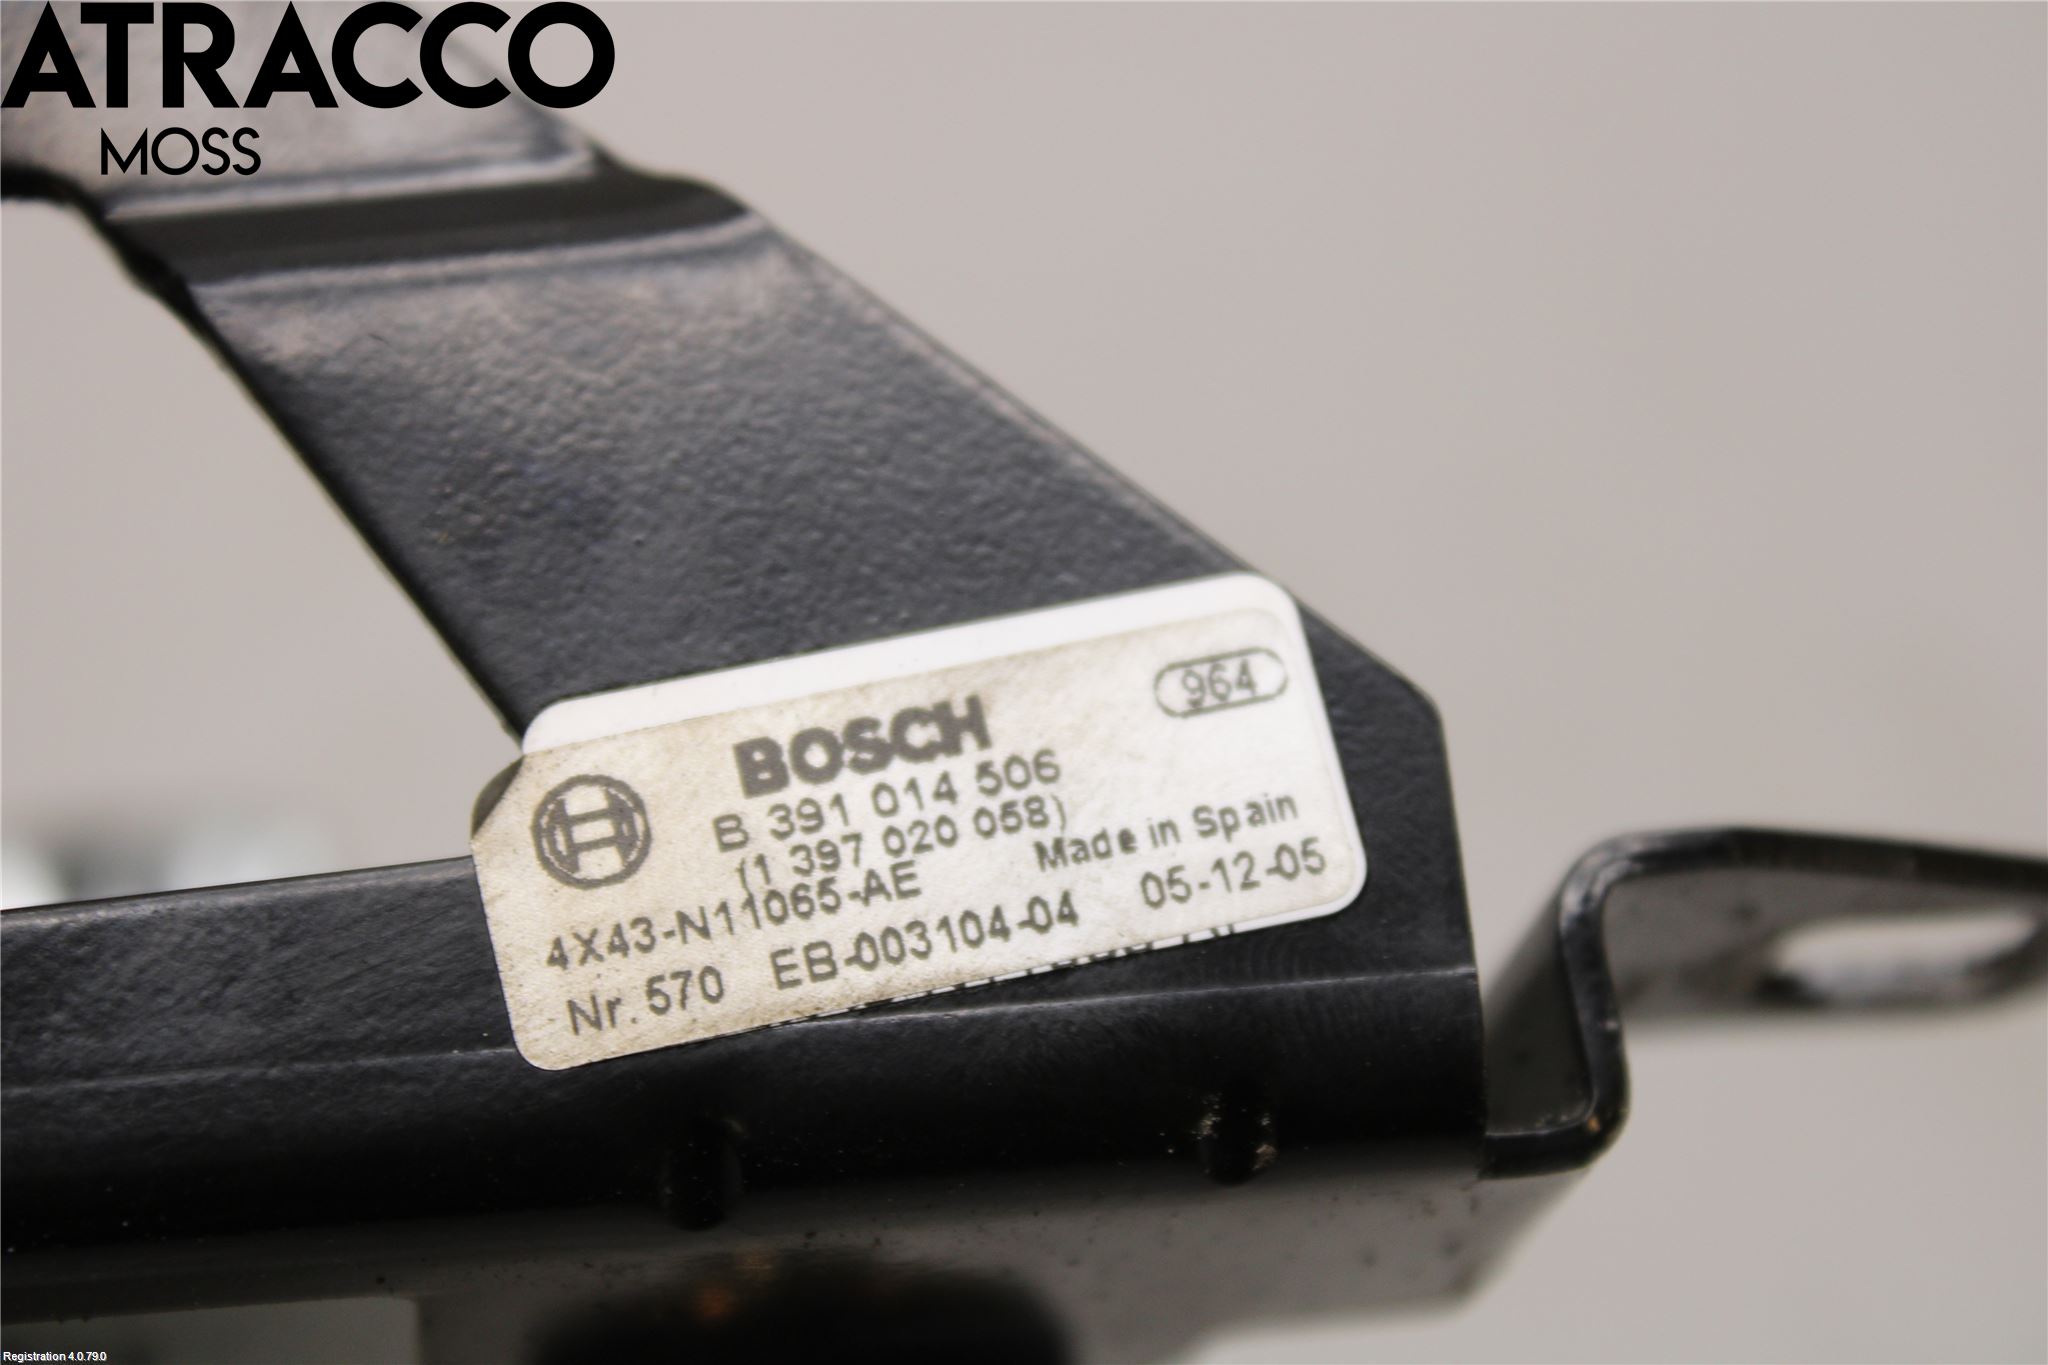 ATRACCO
MOSS
964
BOSCH
B 391 014 506
(1 397 020 058)
4X43-N11065-AE Made in Spain
Nr. 570 EB-003104-04 05-12-05
Registration 4.0.79.0